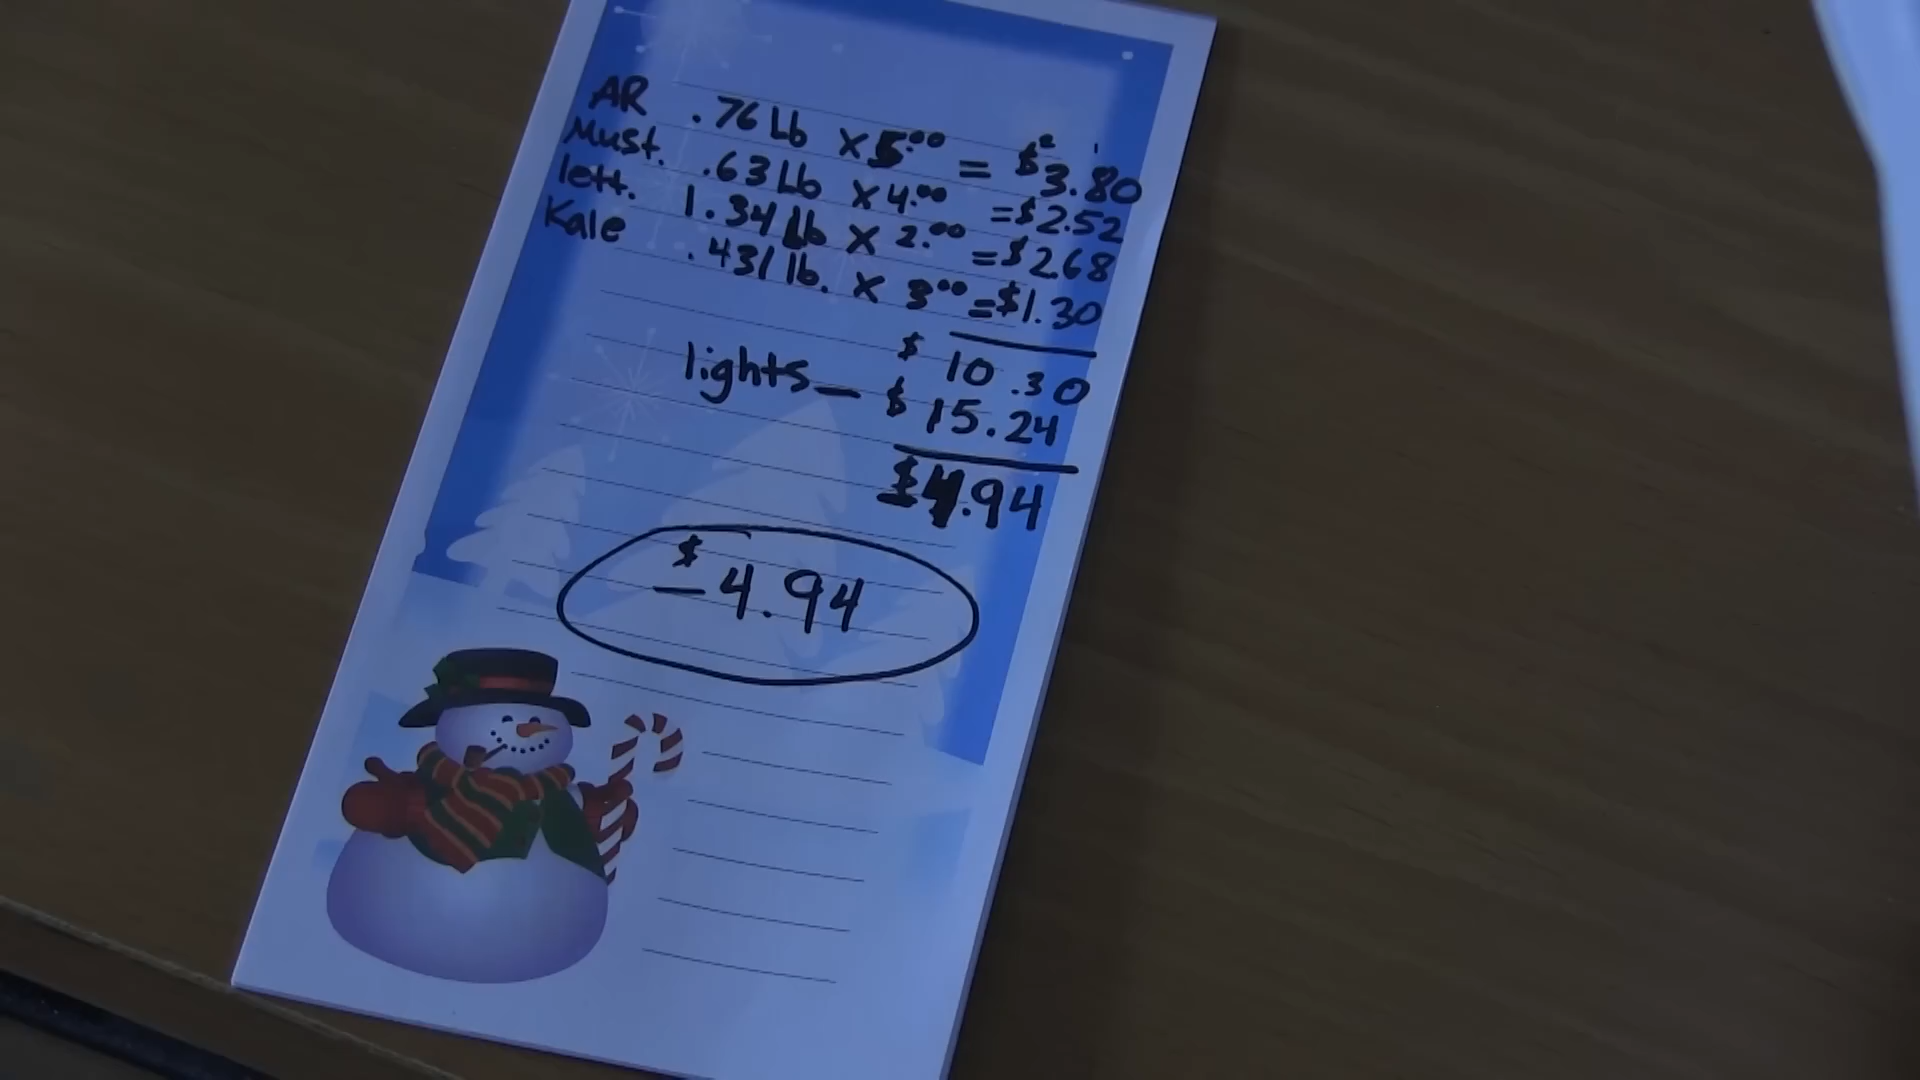 AR .76 Lb x 5.00 = $3.80
Must. .63 Lb x 4.00 = $2.52
lett. 1.34 Lb x 2.00 = $2.68
Kale .431 lb. x 3 00 = $1.30
$ 10.30
lights — $ 15.24
$4.94
$
-4.94